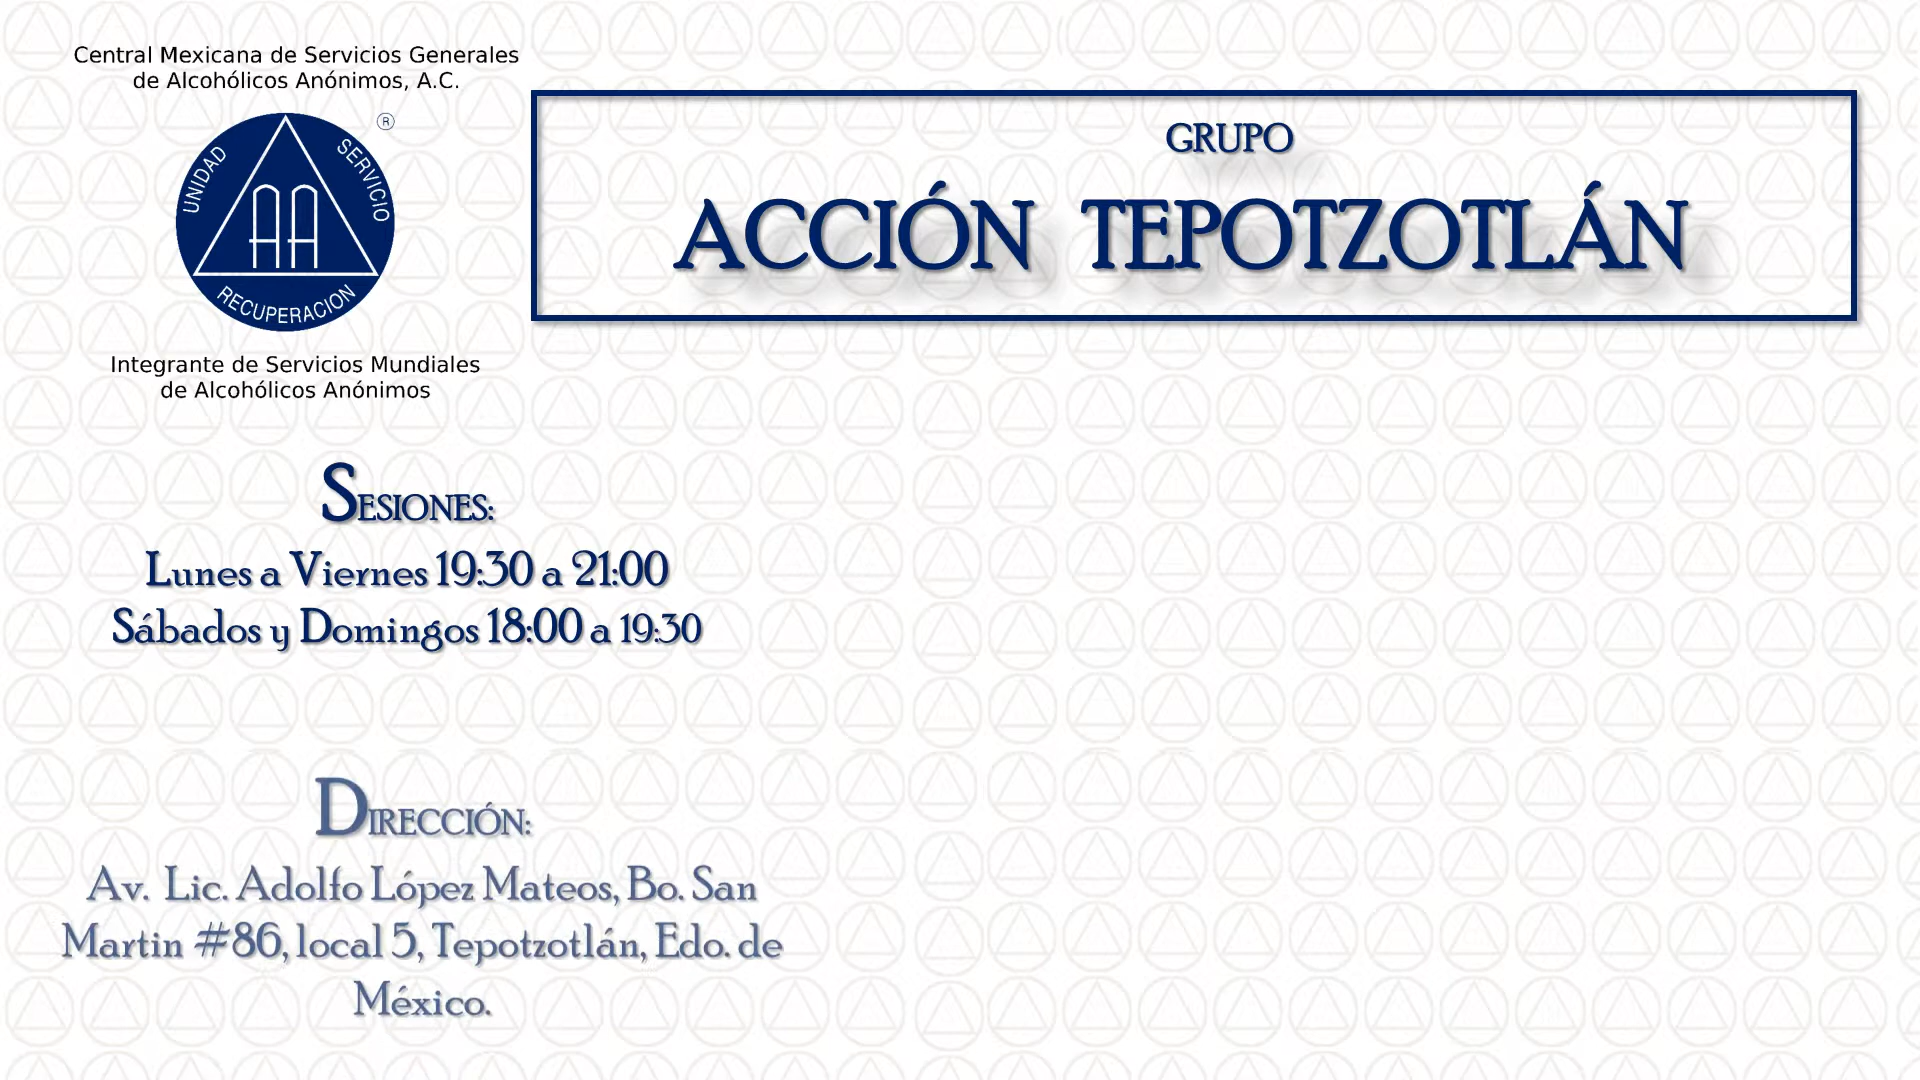 Central Mexicana de Servicios Generales
de Alcohólicos Anónimos, A.C.
®
UNIDAD
SERVICIO
AA
RECUPERACION
Integrante de Servicios Mundiales
de Alcohólicos Anónimos
GRUPO
ACCIÓN TEPOTZOTLÁN
SESIONES:
Lunes a Viernes 19:30 a 21:00
Sábados y Domingos 18:00 a 19:30
DIRECCIÓN:
Av. Lic. Adolfo López Mateos, Bo. San
Martin #86, local 5, Tepotzotlán, Edo. de
México.